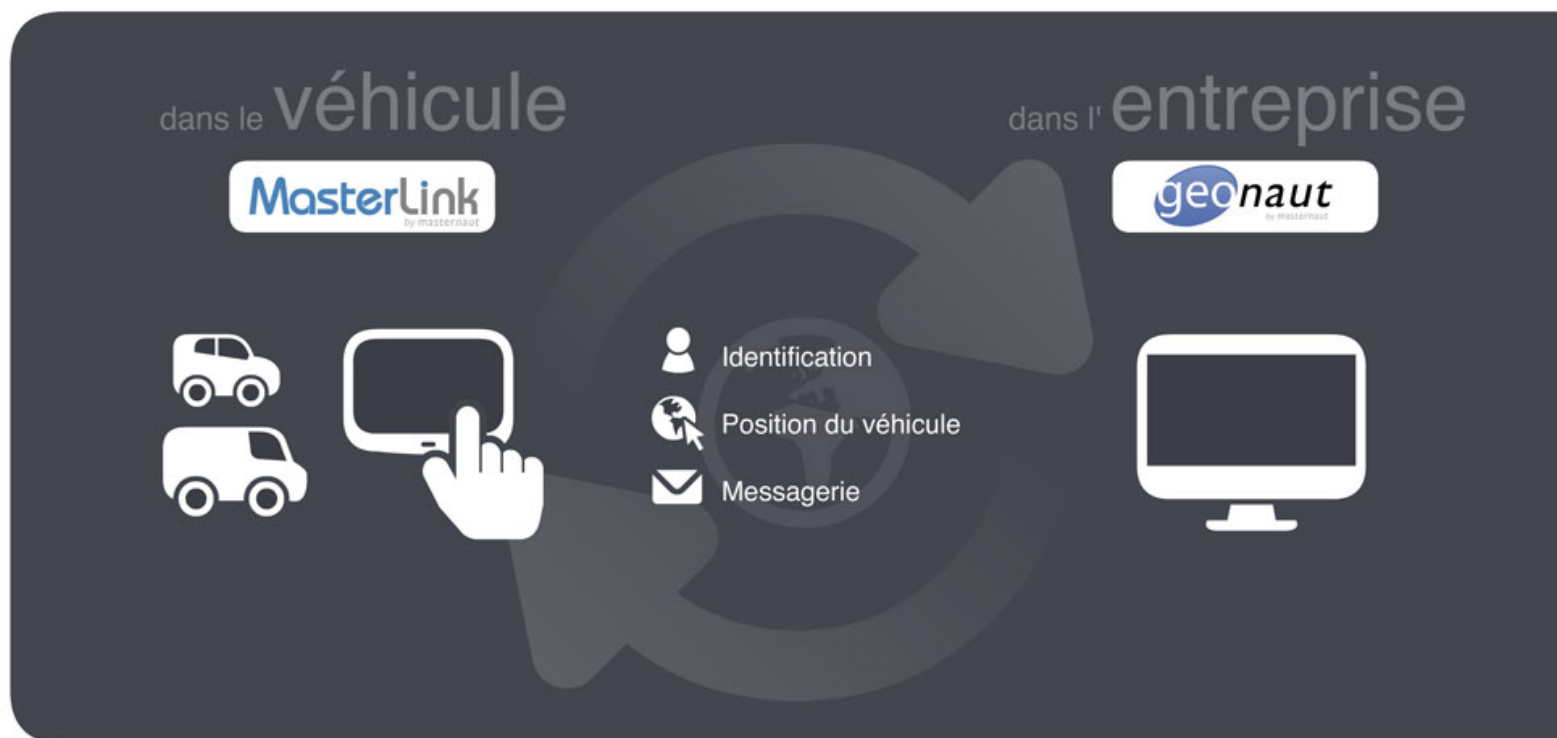 dans le véhicule
MasterLink
by masternaut
dans l' entreprise
geonaut
by masternaut
Identification
Position du véhicule
Messagerie